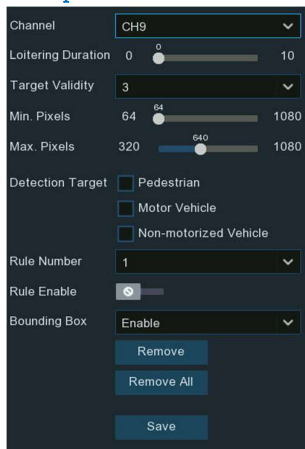 Channel CH9
0
Loitering Duration 0 10
Target Validity 3
64
Min. Pixels 64 1080
640
Max. Pixels 320 1080
Detection Target Pedestrian
Motor Vehicle
Non-motorized Vehicle
Rule Number 1
Rule Enable
Bounding Box Enable
Remove
Remove All
Save